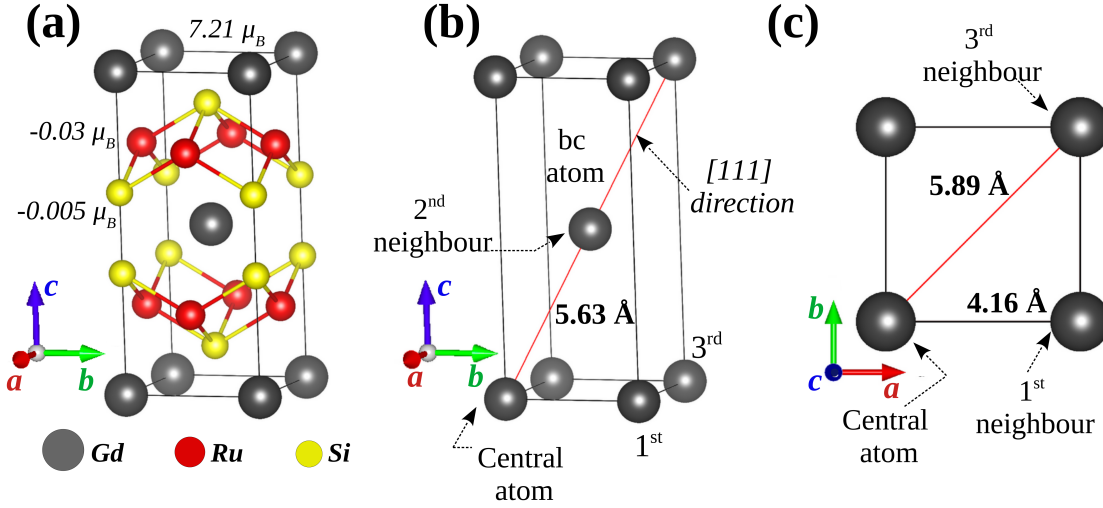 (a)
7.21 μB
-0.03 μB
-0.005 μB
c
a
b
Gd
Ru
Si
(b)
bc
atom
[111]
direction
2nd
neighbour
5.63 Å
c
a
b
3rd
1st
Central
atom
(c)
3rd
neighbour
5.89 Å
4.16 Å
b
c
a
Central
atom
1st
neighbour